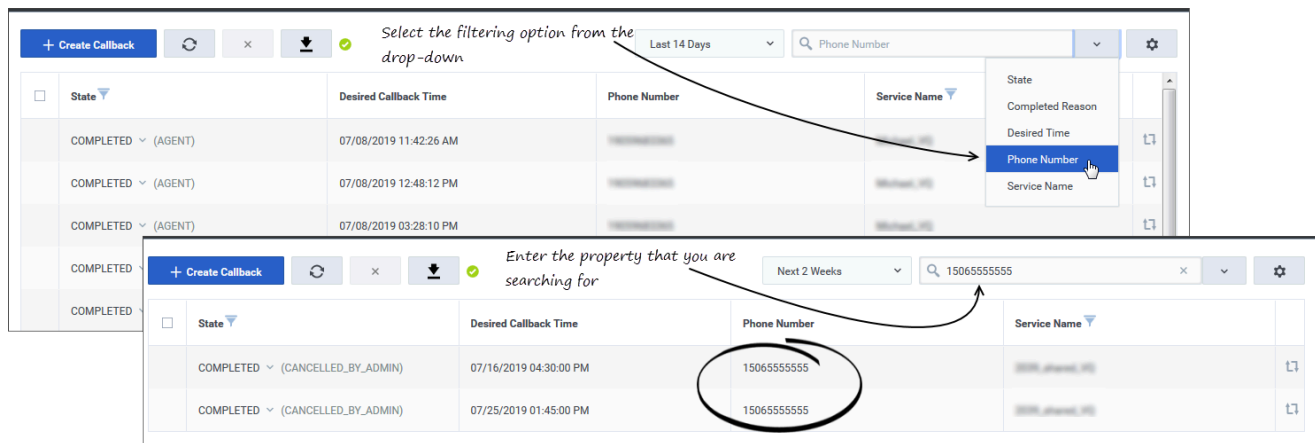 Select the filtering option from the
drop-down
+ Create Callback
Last 14 Days
Phone Number
State
Completed Reason
Desired Time
Phone Number
Service Name
State Desired Callback Time Phone Number Service Name
COMPLETED (AGENT) 07/08/2019 11:42:26 AM
COMPLETED (AGENT) 07/08/2019 12:48:12 PM
COMPLETED (AGENT) 07/08/2019 03:28:10 PM
COMPLETED
COMPLETED
Enter the property that you are
searching for
+ Create Callback
Next 2 Weeks
15065555555
State Desired Callback Time Phone Number Service Name
COMPLETED (CANCELLED_BY_ADMIN) 07/16/2019 04:30:00 PM 15065555555
COMPLETED (CANCELLED_BY_ADMIN) 07/25/2019 01:45:00 PM 15065555555